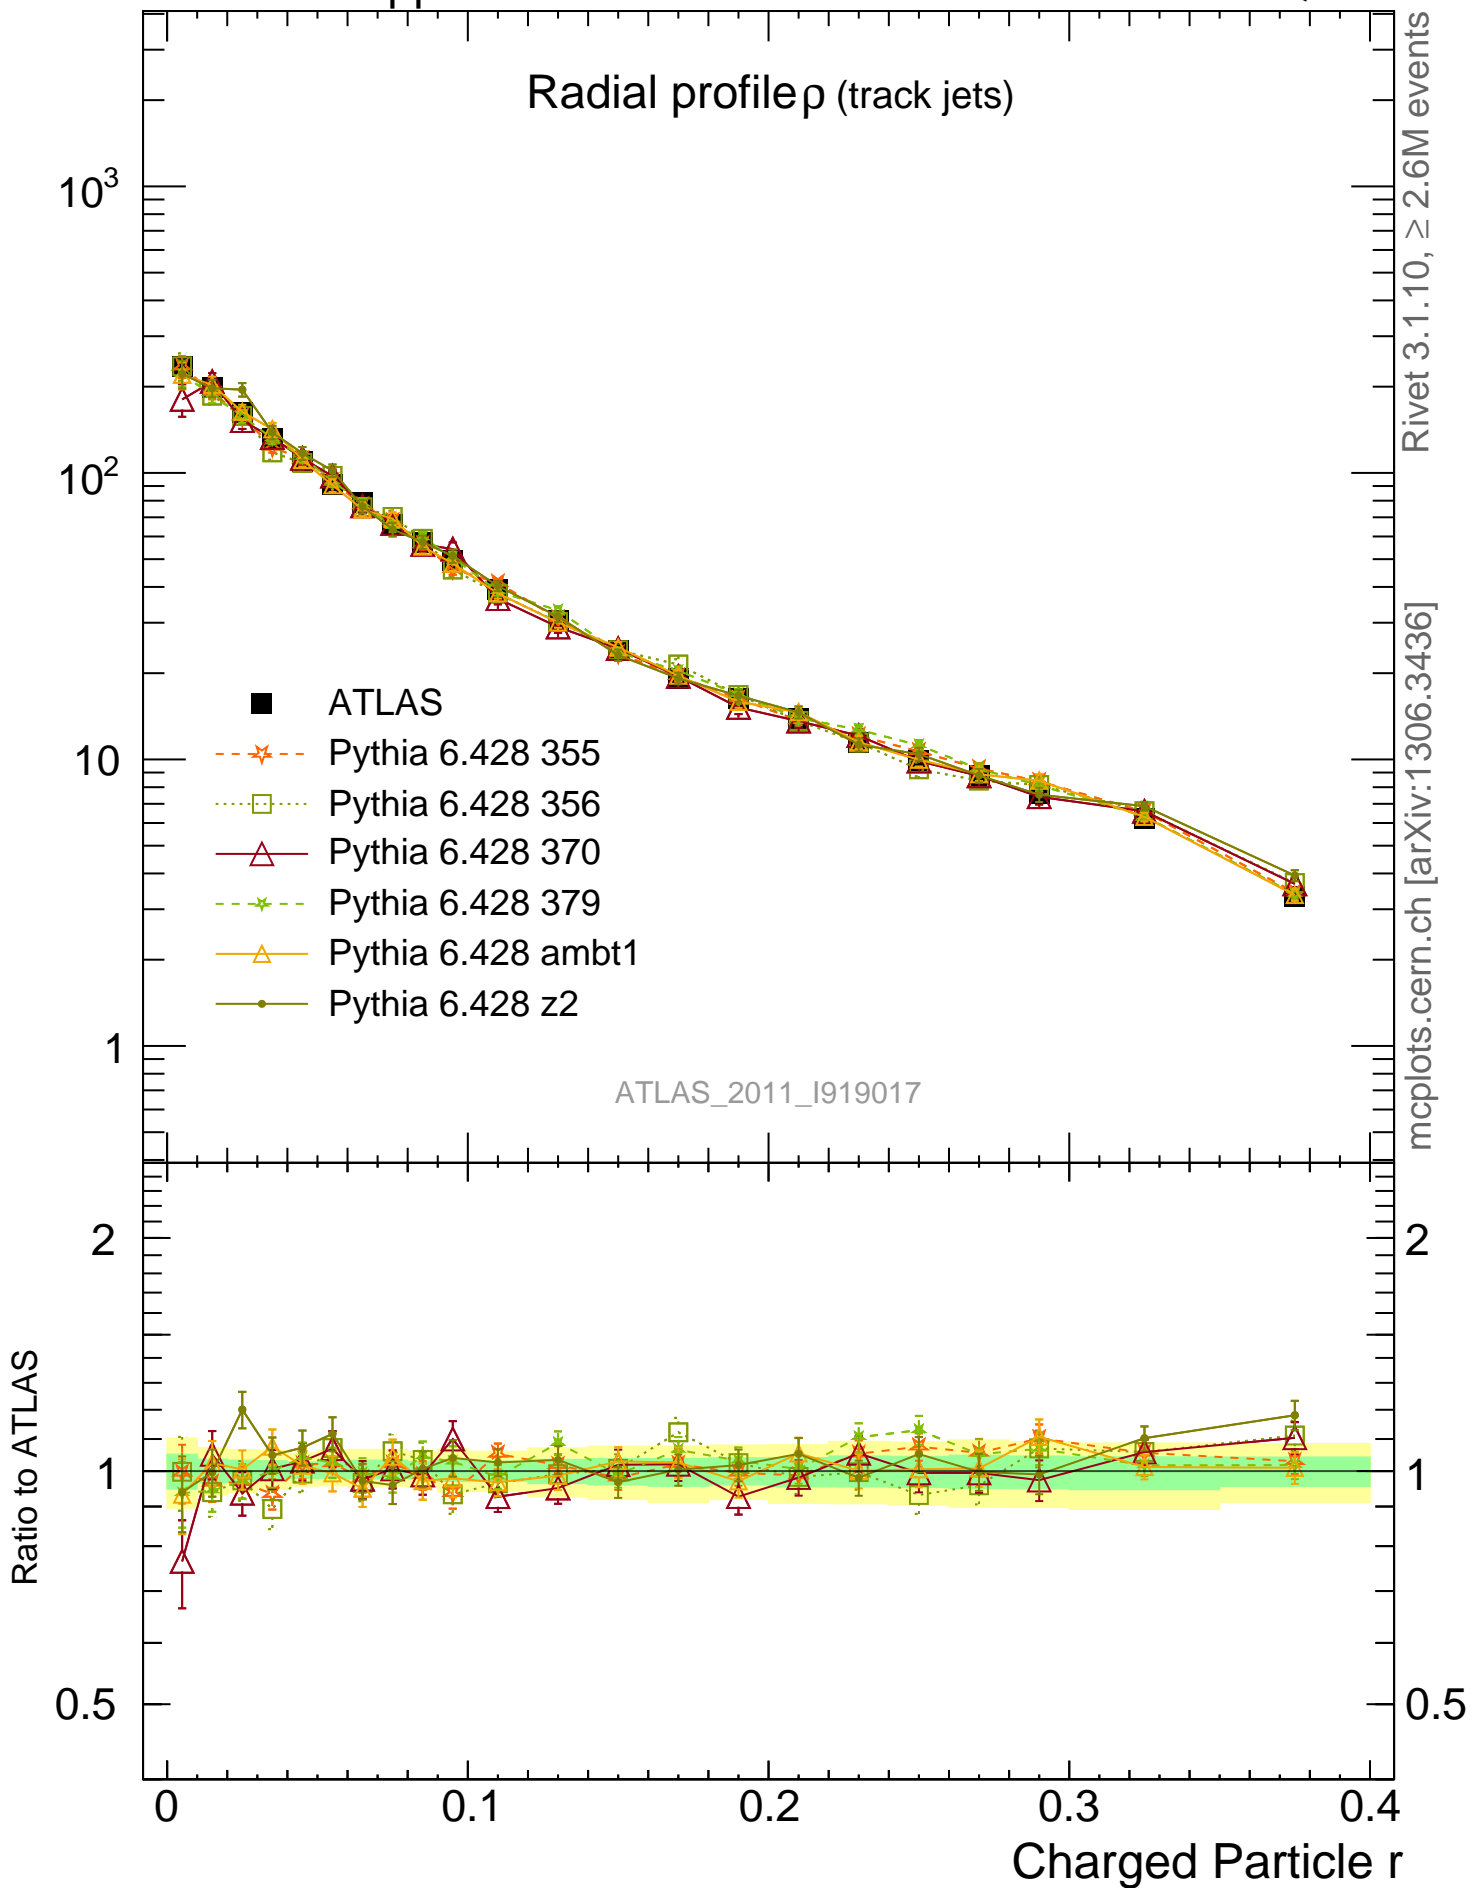 Radial profile ρ (track jets)
Rivet 3.1.10, ≥ 2.6M events
mcplots.cern.ch [arXiv:1306.3436]
10³
10²
10
1
ATLAS
Pythia 6.428 355
Pythia 6.428 356
Pythia 6.428 370
Pythia 6.428 379
Pythia 6.428 ambt1
Pythia 6.428 z2
ATLAS_2011_I919017
Ratio to ATLAS
2
1
0.5
2
1
0.5
0 0.1 0.2 0.3 0.4
Charged Particle r